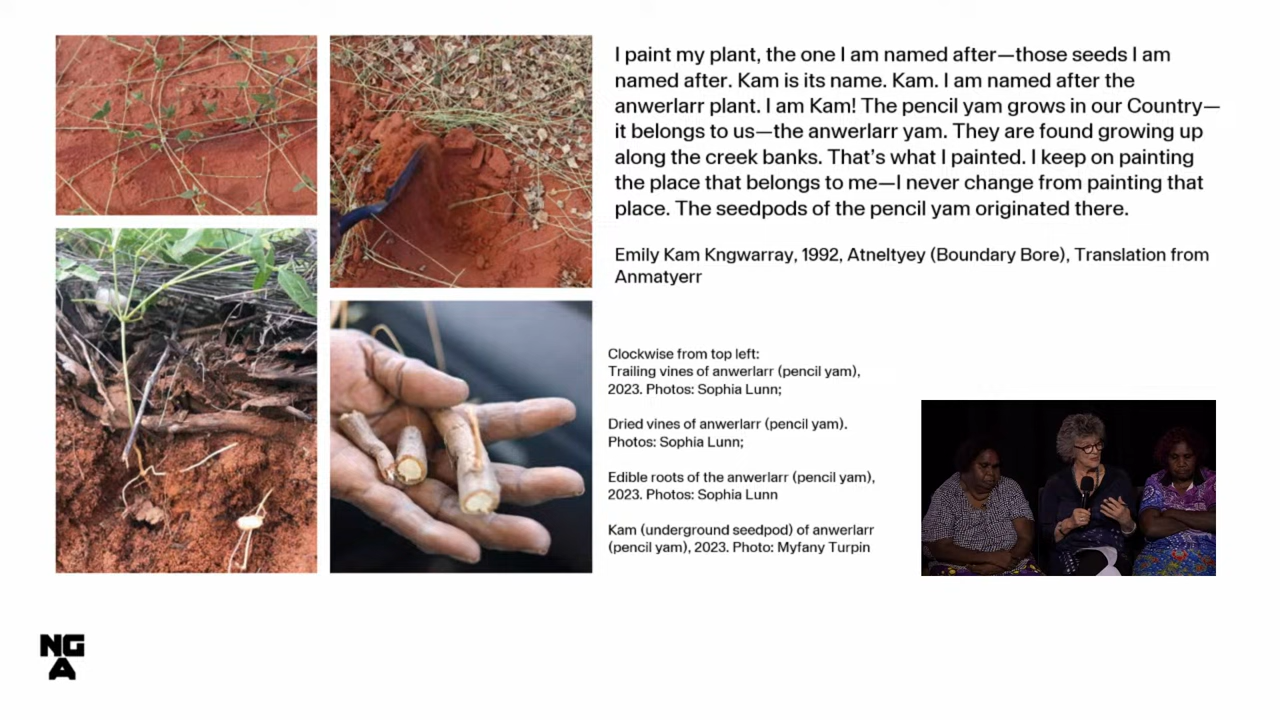 I paint my plant, the one I am named after—those seeds I am
named after. Kam is its name. Kam. I am named after the
anwerlarr plant. I am Kam! The pencil yam grows in our Country—
it belongs to us—the anwerlarr yam. They are found growing up
along the creek banks. That's what I painted. I keep on painting
the place that belongs to me—I never change from painting that
place. The seedpods of the pencil yam originated there.
Emily Kam Kngwarray, 1992, Atneltyey (Boundary Bore), Translation from
Anmatyerr
Clockwise from top left:
Trailing vines of anwerlarr (pencil yam),
2023. Photos: Sophia Lunn;
Dried vines of anwerlarr (pencil yam).
Photos: Sophia Lunn;
Edible roots of the anwerlarr (pencil yam),
2023. Photos: Sophia Lunn
Kam (underground seedpod) of anwerlarr
(pencil yam), 2023. Photo: Myfany Turpin
NG
A